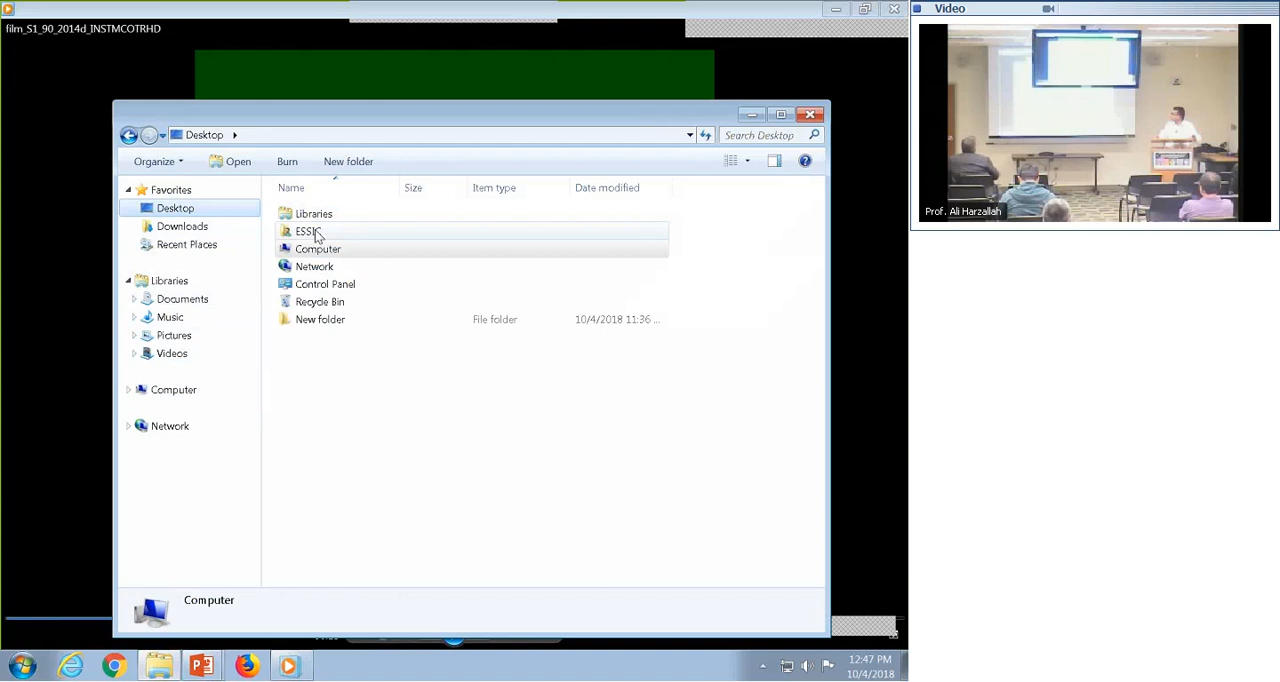 film_S1_90_2014d_INSTMCOTRHD
Video
Prof. Ali Harzallah
Desktop
Search Desktop
Organize
Open
Burn
New folder
Name
Size
Item type
Date modified
Favorites
Desktop
Downloads
Recent Places
Libraries
Documents
Music
Pictures
Videos
Computer
Network
Libraries
Computer
Network
Control Panel
Recycle Bin
New folder
File folder
10/4/2018 11:36 ...
Computer
12:47 PM
10/4/2018